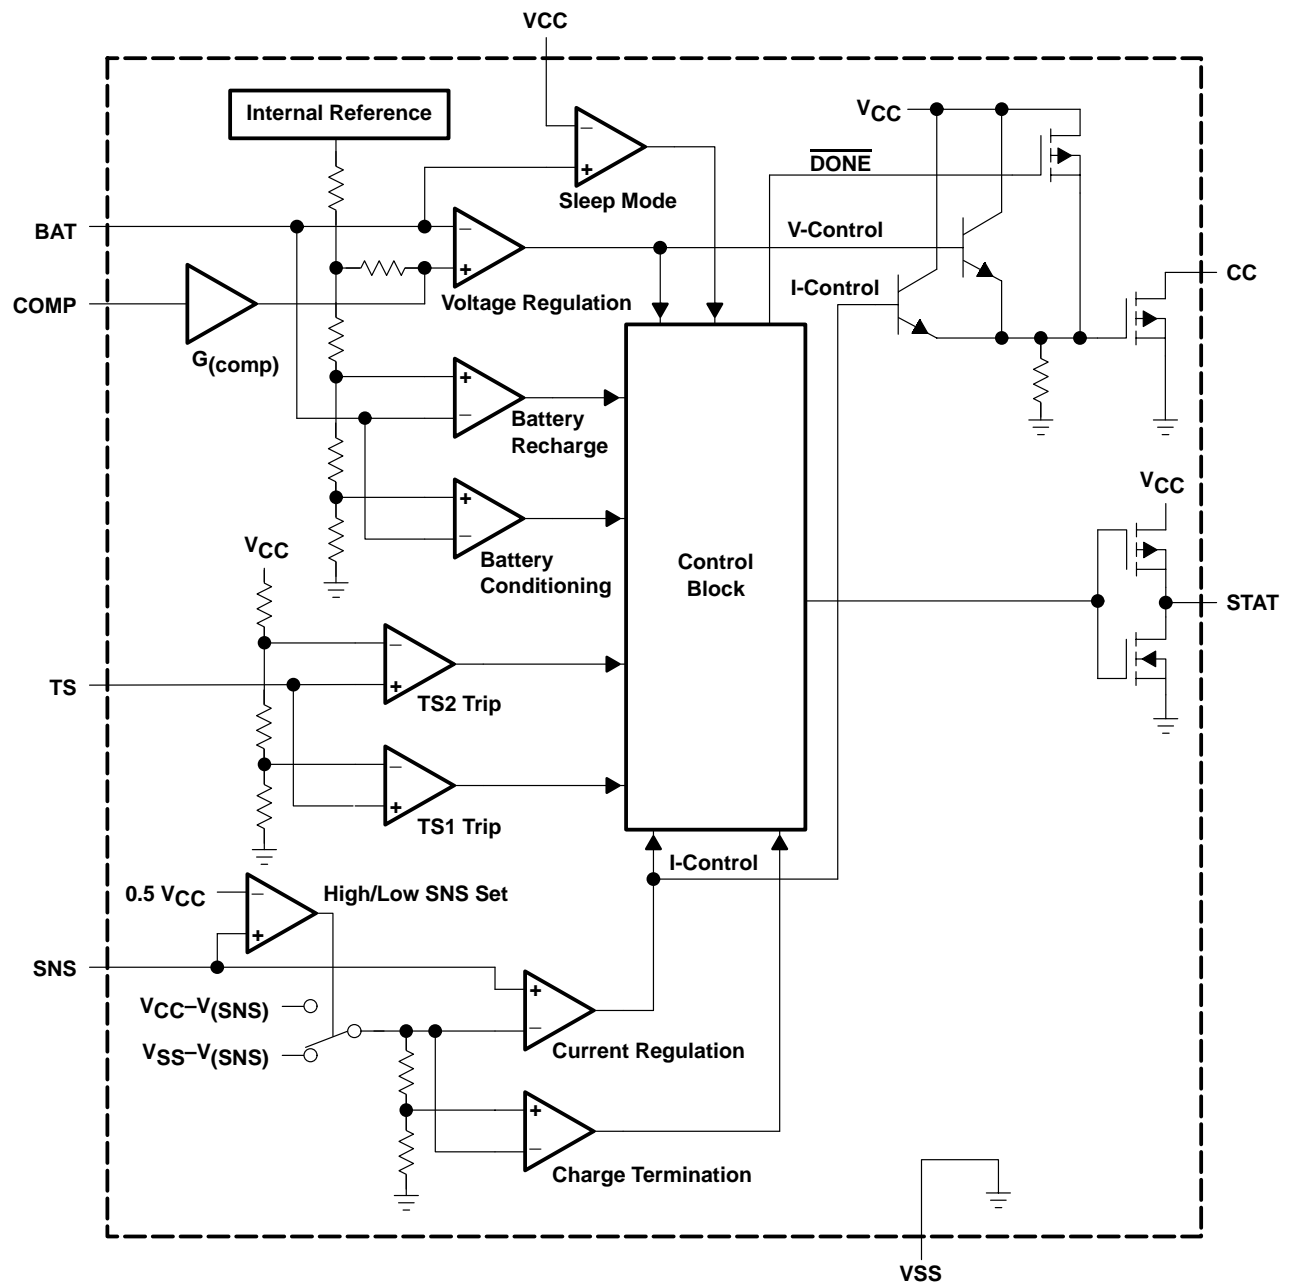 VCC
Internal Reference
VCC
DONE
−
+
Sleep Mode
BAT
−
+
V-Control
CC
COMP
I-Control
Voltage Regulation
G(comp)
+
−
Battery
Recharge
VCC
+
−
Battery
Conditioning
VCC
Control
Block
STAT
−
+
TS
TS2 Trip
−
+
TS1 Trip
I-Control
0.5 VCC
−
+
High/Low SNS Set
SNS
+
−
VCC–V(SNS)
VSS–V(SNS)
Current Regulation
+
−
Charge Termination
VSS